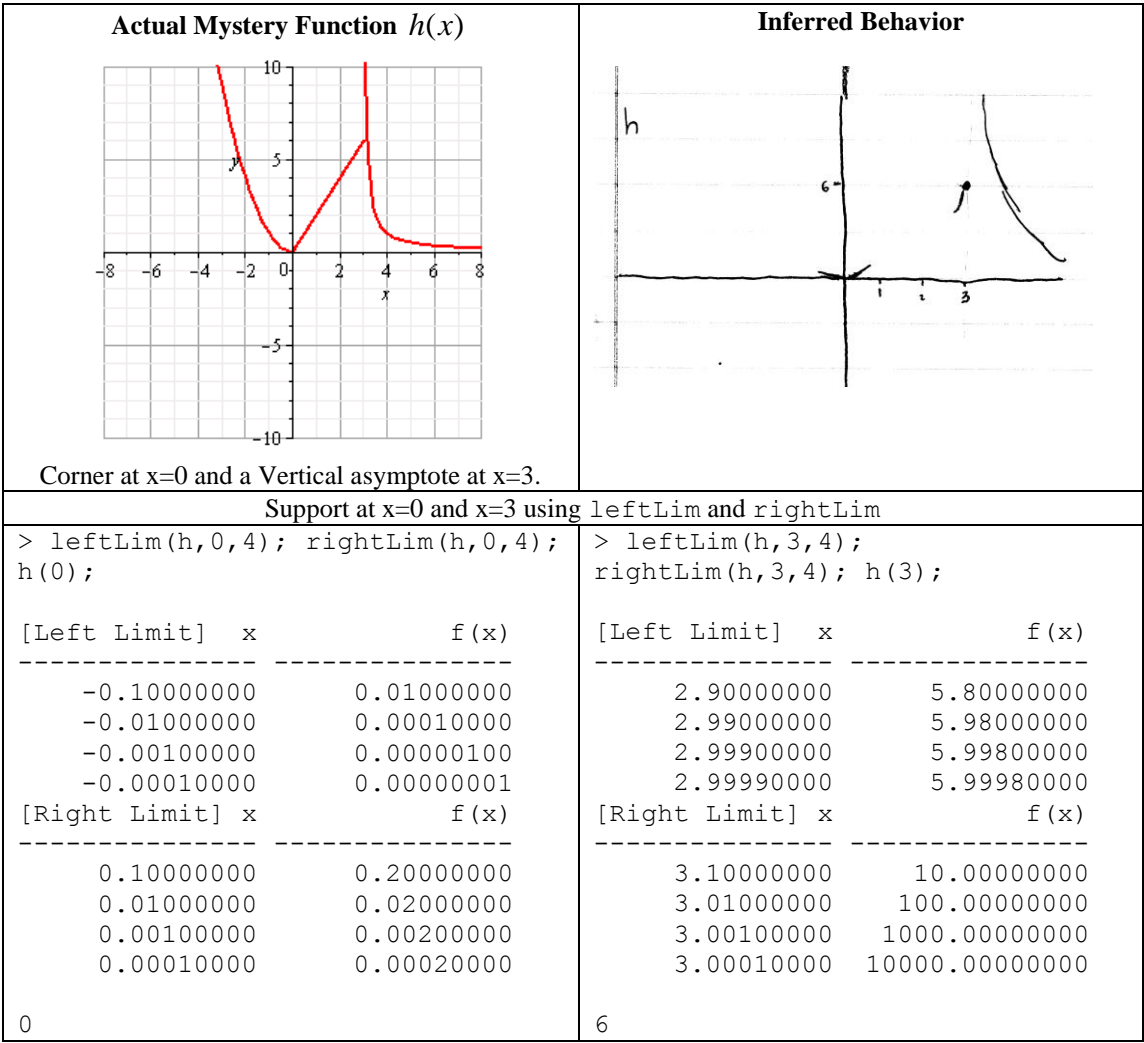 Actual Mystery Function h(x)
10
y
5
-8 -6 -4 -2 0 2 4 6 8
x
-5
-10
Corner at x=0 and a Vertical asymptote at x=3.
Inferred Behavior
h
6
1 2 3
Support at x=0 and x=3 using leftLim and rightLim
> leftLim(h,0,4); rightLim(h,0,4);
h(0);
[Left Limit] x f(x)
--------------- ---------------
-0.10000000 0.01000000
-0.01000000 0.00010000
-0.00100000 0.00000100
-0.00010000 0.00000001
[Right Limit] x f(x)
--------------- ---------------
0.10000000 0.20000000
0.01000000 0.02000000
0.00100000 0.00200000
0.00010000 0.00020000
0
> leftLim(h,3,4);
rightLim(h,3,4); h(3);
[Left Limit] x f(x)
--------------- ---------------
2.90000000 5.80000000
2.99000000 5.98000000
2.99900000 5.99800000
2.99990000 5.99980000
[Right Limit] x f(x)
--------------- ---------------
3.10000000 10.00000000
3.01000000 100.00000000
3.00100000 1000.00000000
3.00010000 10000.00000000
6